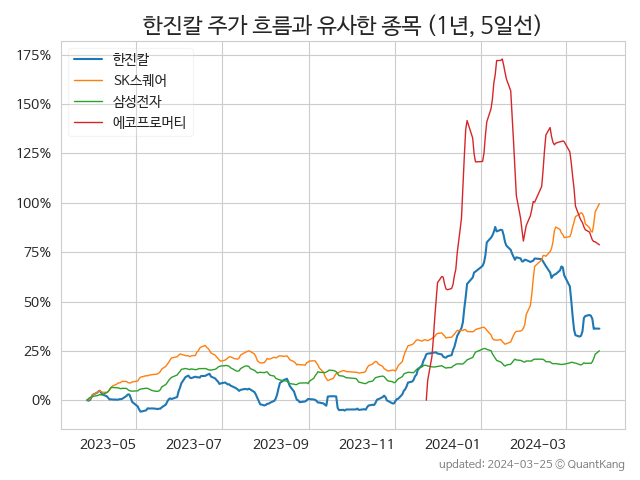 한진칼 주가 흐름과 유사한 종목 (1년, 5일선)
175%
150%
125%
100%
75%
50%
25%
0%
한진칼
SK스퀘어
삼성전자
에코프로머티
2023-05 2023-07 2023-09 2023-11 2024-01 2024-03
updated: 2024-03-25 ⓒ QuantKang